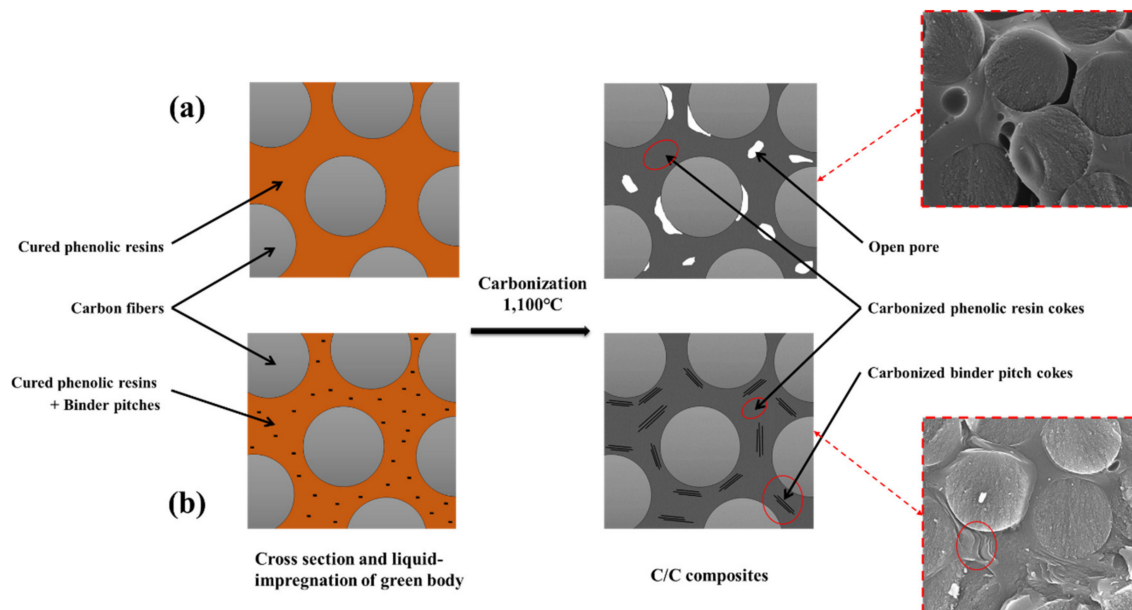 (a)
Cured phenolic resins
Carbon fibers
Cured phenolic resins
+ Binder pitches
(b)
Cross section and liquid-
impregnation of green body
Carbonization
1,100°C
Open pore
Carbonized phenolic resin cokes
Carbonized binder pitch cokes
C/C composites